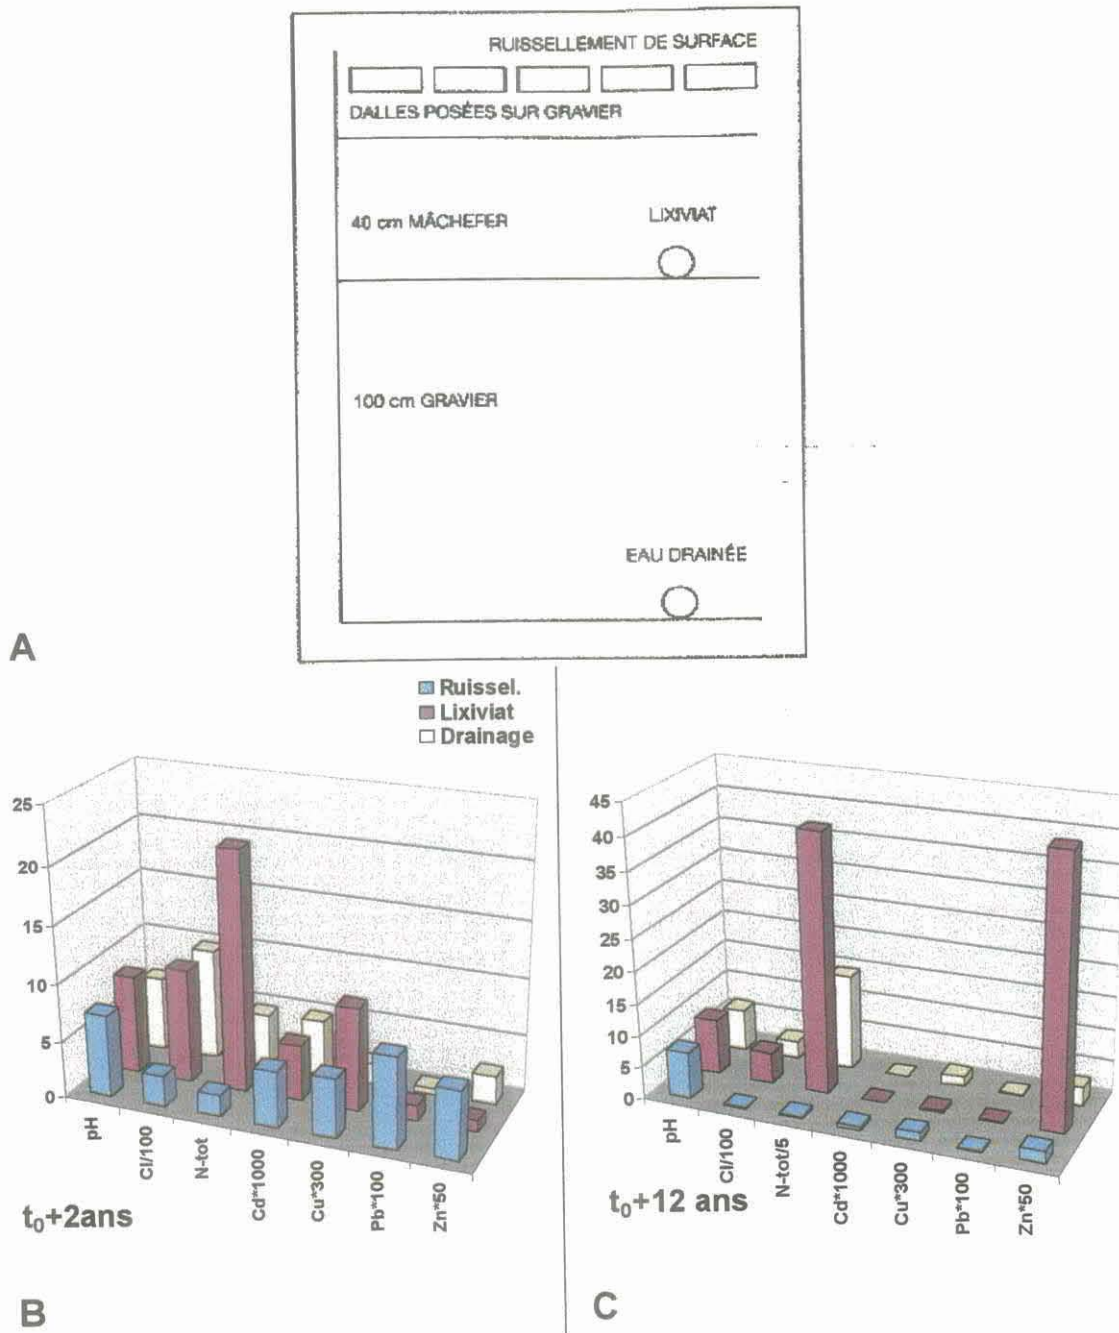 RUISSELLEMENT DE SURFACE
DALLES POSÉES SUR GRAVIER
40 cm MÂCHEFER
LIXIVIAT
100 cm GRAVIER
EAU DRAINÉE
A
Ruissel.
Lixiviat
Drainage
25
20
15
10
5
0
pH
Cl/100
N-tot
Cd*1000
Cu*300
Pb*100
Zn*50
t₀+2ans
B
45
40
35
30
25
20
15
10
5
0
pH
Cl/100
N-tot/5
Cd*1000
Cu*300
Pb*100
Zn*50
t₀+12 ans
C